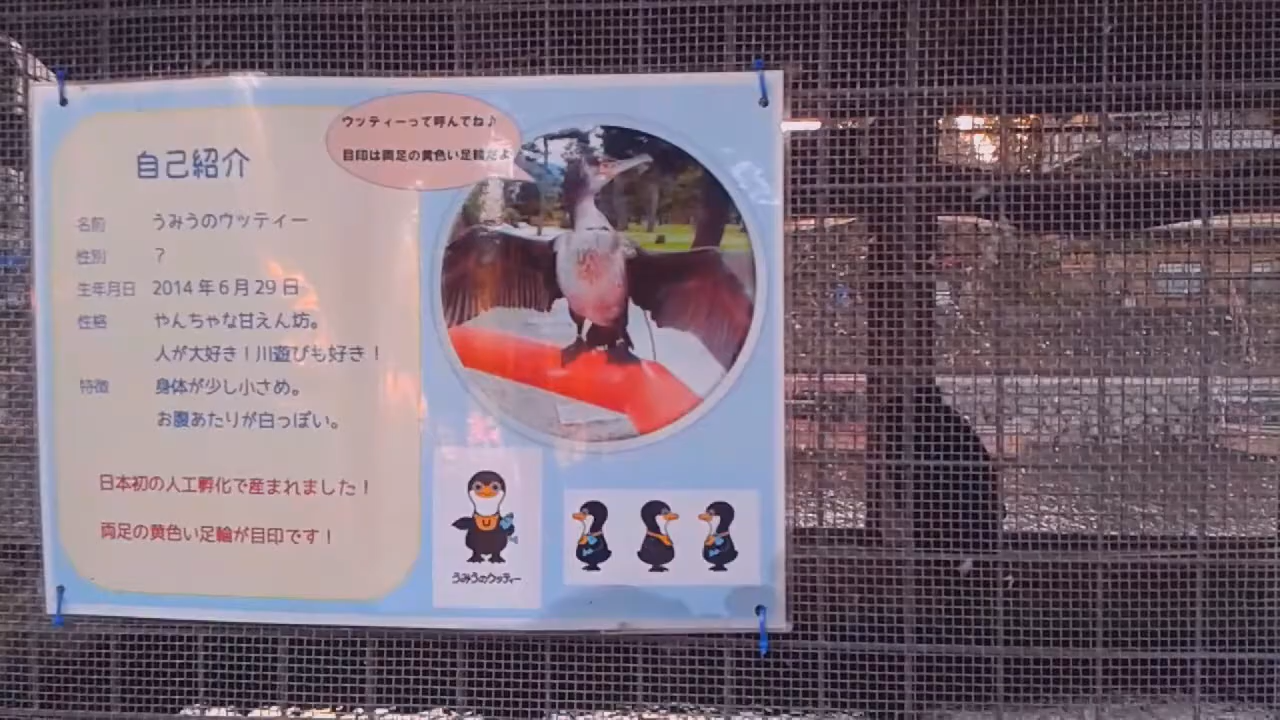 ウッティーって呼んでね♪
目印は両足の黄色い足輪だよ
自己紹介
名前 うみうのウッティー
性別 ?
生年月日 2014年6月29日
性格 やんちゃな甘えん坊。
人が大好き!川遊びも好き!
特徴 身体が少し小さめ。
お腹あたりが白っぽい。
日本初の人工孵化で産まれました!
両足の黄色い足輪が目印です!
うみうのウッティー